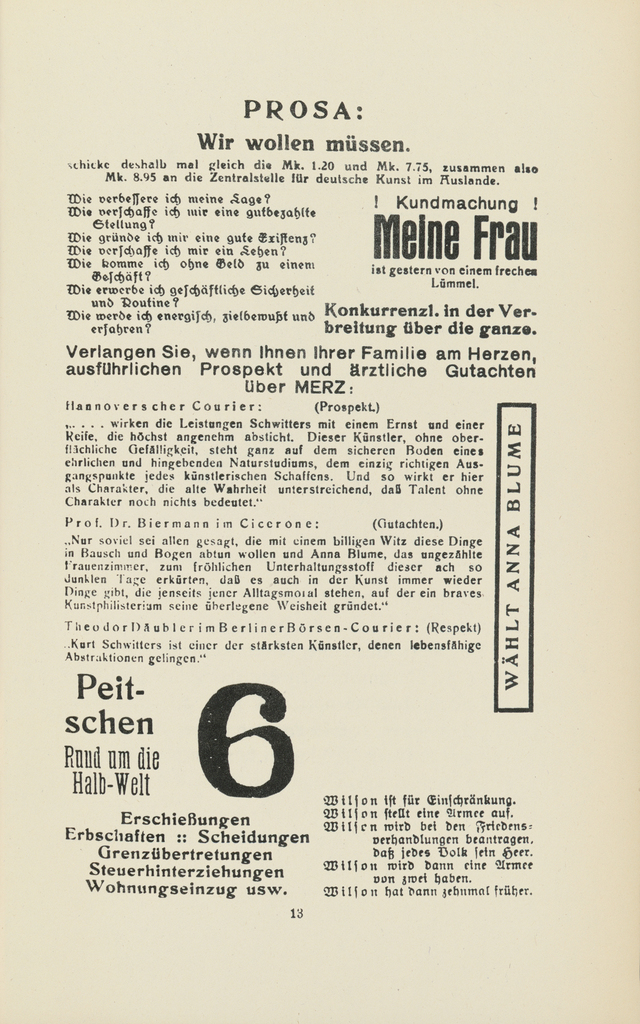 PROSA:
Wir wollen müssen.
schicke deshalb mal gleich die Mk. 1.20 und Mk. 7.75, zusammen also
Mk. 8.95 an die Zentralstelle für deutsche Kunst im Auslande.
Wie verbessere ich meine Lage?
Wie verschaffe ich mir eine gutbezahlte
Stellung?
Wie gründe ich mir eine gute Existenz?
Wie verschaffe ich mir ein Leben?
Wie komme ich ohne Geld zu einem
Geschäft?
Wie erwerbe ich geschäftliche Sicherheit
und Routine?
Wie werde ich energisch, zielbewußt und
erfahren?
! Kundmachung !
Meine Frau
ist gestern von einem frechen
Lümmel.
Konkurrenzl. in der Ver-
breitung über die ganze.
Verlangen Sie, wenn Ihnen Ihrer Familie am Herzen,
ausführlichen Prospekt und ärztliche Gutachten
über MERZ:
Hannoverscher Courier: (Prospekt.)
„. . . . wirken die Leistungen Schwitters mit einem Ernst und einer
Reife, die höchst angenehm absticht. Dieser Künstler, ohne ober-
flächliche Gefälligkeit, steht ganz auf dem sicheren Boden eines
ehrlichen und hingebenden Naturstudiums, dem einzig richtigen Aus-
gangspunkte jedes künstlerischen Schaffens. Und so wirkt er hier
als Charakter, die alte Wahrheit unterstreichend, daß Talent ohne
Charakter noch nichts bedeutet.“
Prof. Dr. Biermann im Cicerone: (Gutachten.)
„Nur soviel sei allen gesagt, die mit einem billigen Witz diese Dinge
in Bausch und Bogen abtun wollen und Anna Blume, das ungezählte
Frauenzimmer, zum fröhlichen Unterhaltungsstoff dieser ach so
dunklen Tage erkürten, daß es auch in der Kunst immer wieder
Dinge gibt, die jenseits jener Alltagsmoral stehen, auf der ein braves
Kunstphilisterium seine überlegene Weisheit gründet.“
Theodor Däubler im Berliner Börsen-Courier: (Respekt)
„Kurt Schwitters ist einer der stärksten Künstler, denen lebensfähige
Abstraktionen gelingen.“
WÄHLT ANNA BLUME
Peit-
schen
Rnnd um die
Halb-Welt
6
Erschießungen
Erbschaften :: Scheidungen
Grenzübertretungen
Steuerhinterziehungen
Wohnungseinzug usw.
Wilson ist für Einschränkung.
Wilson stellt eine Armee auf.
Wilson wird bei den Friedens-
verhandlungen beantragen,
daß jedes Volk sein Heer.
Wilson wird dann eine Armee
von zwei haben.
Wilson hat dann zehnmal früher.
13